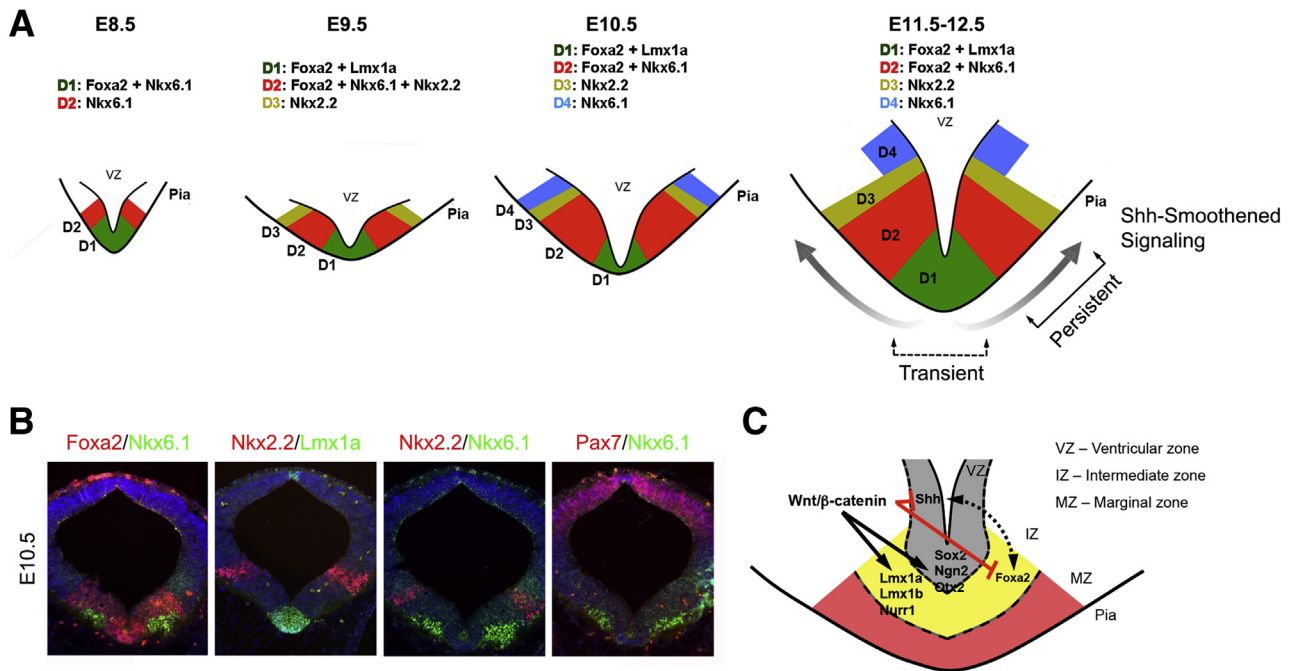 A
E8.5
D1: Foxa2 + Nkx6.1
D2: Nkx6.1
VZ
Pia
D2
D1
E9.5
D1: Foxa2 + Lmx1a
D2: Foxa2 + Nkx6.1 + Nkx2.2
D3: Nkx2.2
VZ
Pia
D3
D2
D1
E10.5
D1: Foxa2 + Lmx1a
D2: Foxa2 + Nkx6.1
D3: Nkx2.2
D4: Nkx6.1
VZ
Pia
D4
D3
D2
D1
E11.5-12.5
D1: Foxa2 + Lmx1a
D2: Foxa2 + Nkx6.1
D3: Nkx2.2
D4: Nkx6.1
VZ
D4
D3
D2
D1
Pia
Shh-Smoothened
Signaling
Persistent
Transient
B
Foxa2/Nkx6.1
Nkx2.2/Lmx1a
Nkx2.2/Nkx6.1
Pax7/Nkx6.1
E10.5
C
VZ – Ventricular zone
IZ – Intermediate zone
MZ – Marginal zone
VZ
Wnt/β-catenin
Shh
IZ
Sox2
Ngn2
Otx2
Lmx1a
Lmx1b
Nurr1
Foxa2
MZ
Pia